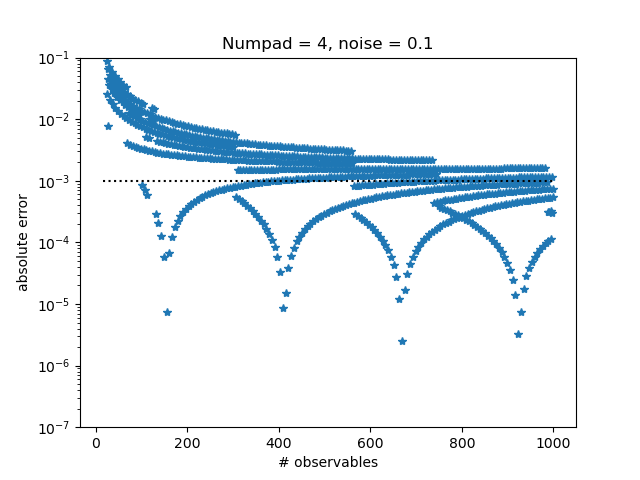 Numpad = 4, noise = 0.1
absolute error
10⁻¹
10⁻²
10⁻³
10⁻⁴
10⁻⁵
10⁻⁶
10⁻⁷
0 200 400 600 800 1000
# observables